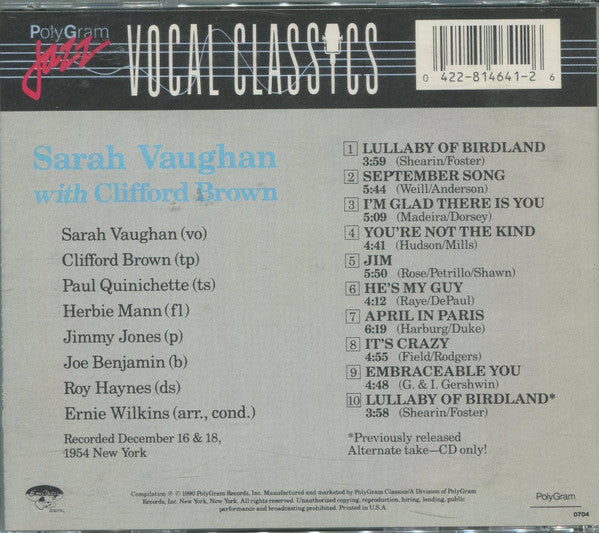 PolyGram
Jazz
VOCAL CLASSICS
0 422-814641-2 6
Sarah Vaughan
with Clifford Brown
Sarah Vaughan (vo)
Clifford Brown (tp)
Paul Quinichette (ts)
Herbie Mann (fl)
Jimmy Jones (p)
Joe Benjamin (b)
Roy Haynes (ds)
Ernie Wilkins (arr., cond.)
Recorded December 16 & 18,
1954 New York
1 LULLABY OF BIRDLAND
3:59 (Shearin/Foster)
2 SEPTEMBER SONG
5:44 (Weill/Anderson)
3 I'M GLAD THERE IS YOU
5:09 (Madeira/Dorsey)
4 YOU'RE NOT THE KIND
4:41 (Hudson/Mills)
5 JIM
5:50 (Rose/Petrillo/Shawn)
6 HE'S MY GUY
4:12 (Raye/DePaul)
7 APRIL IN PARIS
6:19 (Harburg/Duke)
8 IT'S CRAZY
4:55 (Field/Rodgers)
9 EMBRACEABLE YOU
4:48 (G. & I. Gershwin)
10 LULLABY OF BIRDLAND*
3:58 (Shearin/Foster)
*Previously released
Alternate take—CD only!
EmArcy
DIGITAL
Compilation ℗ © 1990 PolyGram Records, Inc. Manufactured and marketed by PolyGram Classics/A Division of PolyGram
Records, Inc. New York, New York. All rights reserved. Unauthorized copying, reproduction, hiring, lending, public
performance and broadcasting prohibited. Printed in U.S.A.
PolyGram
0704